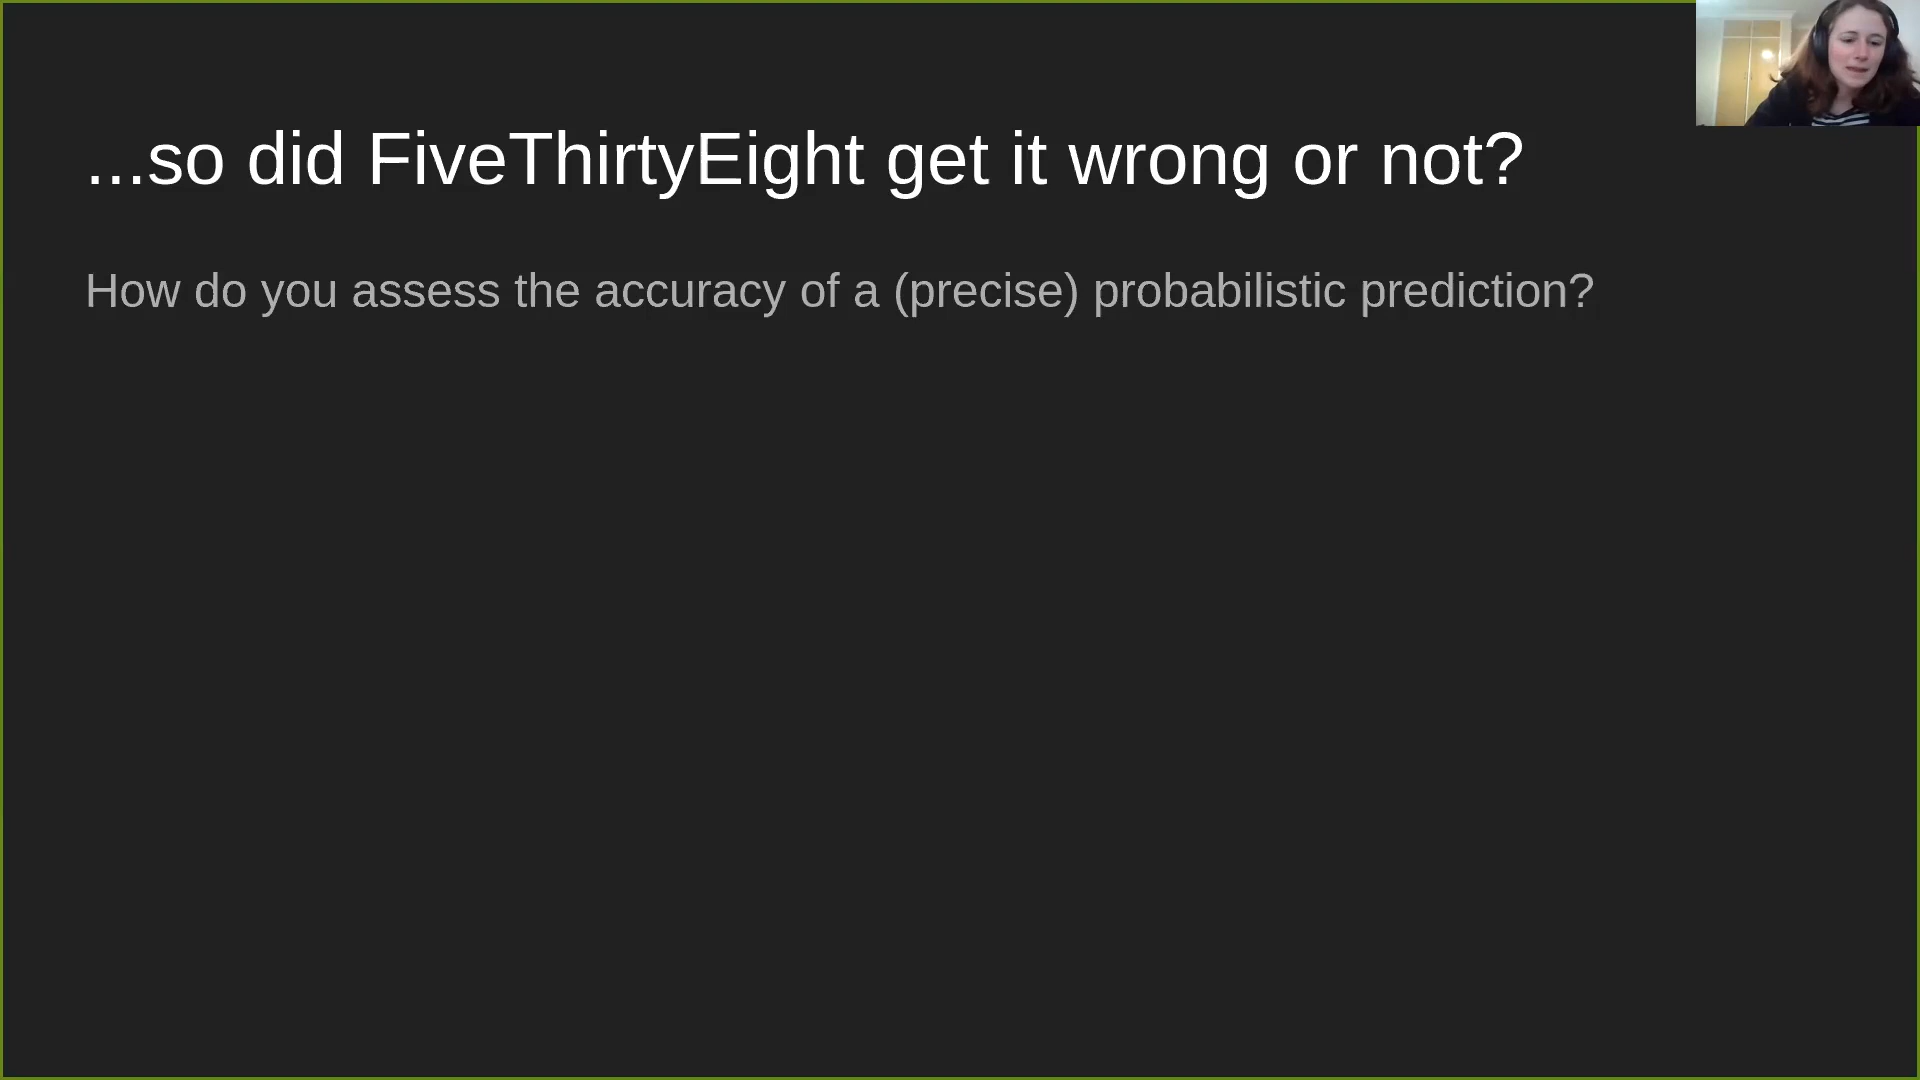 ...so did FiveThirtyEight get it wrong or not?
How do you assess the accuracy of a (precise) probabilistic prediction?